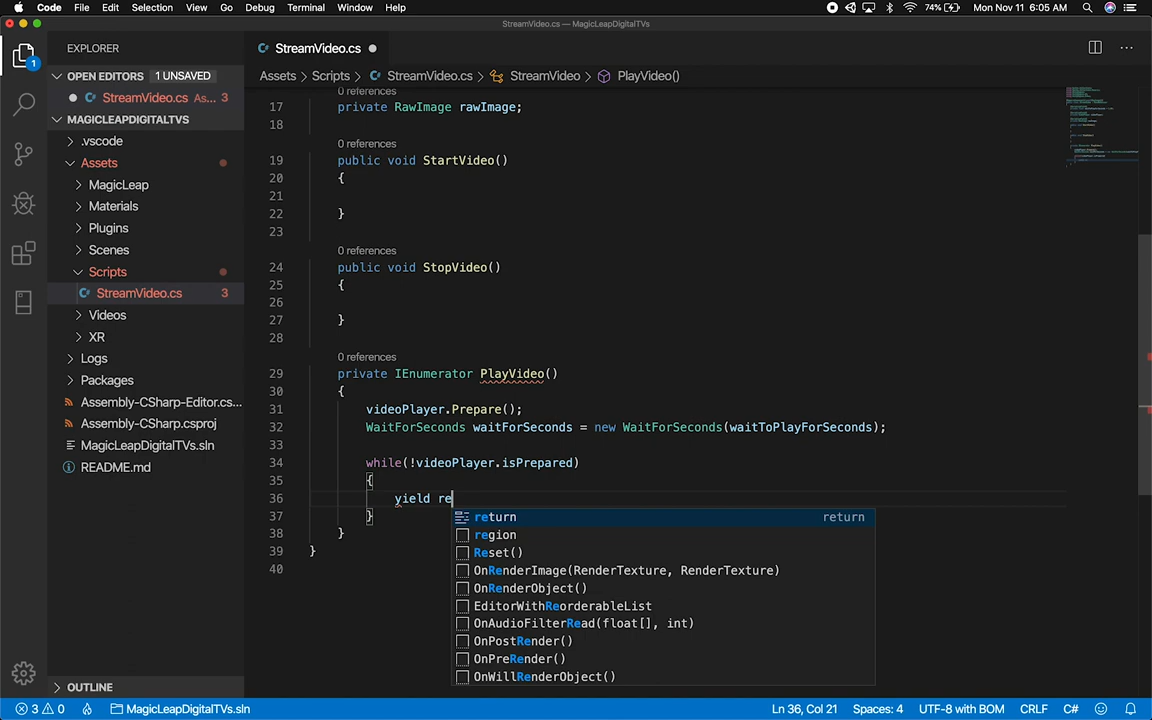 Code File Edit Selection View Go Debug Terminal Window Help 74% Mon Nov 11 6:05 AM
StreamVideo.cs — MagicLeapDigitalTVs
EXPLORER
StreamVideo.cs
OPEN EDITORS 1 UNSAVED
Assets > Scripts > StreamVideo.cs > StreamVideo > PlayVideo()
StreamVideo.cs As... 3
MAGICLEAPDIGITALTVS
.vscode
Assets
MagicLeap
Materials
Plugins
Scenes
Scripts
StreamVideo.cs 3
Videos
XR
Logs
Packages
Assembly-CSharp-Editor.cs...
Assembly-CSharp.csproj
MagicLeapDigitalTVs.sln
README.md
OUTLINE
1
0 references
17 private RawImage rawImage;
18
0 references
19 public void StartVideo()
20 {
21
22 }
23
0 references
24 public void StopVideo()
25 {
26
27 }
28
0 references
29 private IEnumerator PlayVideo()
30 {
31 videoPlayer.Prepare();
32 WaitForSeconds waitForSeconds = new WaitForSeconds(waitToPlayForSeconds);
33
34 while(!videoPlayer.isPrepared)
35 {
36 yield re
37 }
38 }
39 }
40
return return
region
Reset()
OnRenderImage(RenderTexture, RenderTexture)
OnRenderObject()
EditorWithReorderableList
OnAudioFilterRead(float[], int)
OnPostRender()
OnPreRender()
OnWillRenderObject()
3 0 MagicLeapDigitalTVs.sln Ln 36, Col 21 Spaces: 4 UTF-8 with BOM CRLF C#